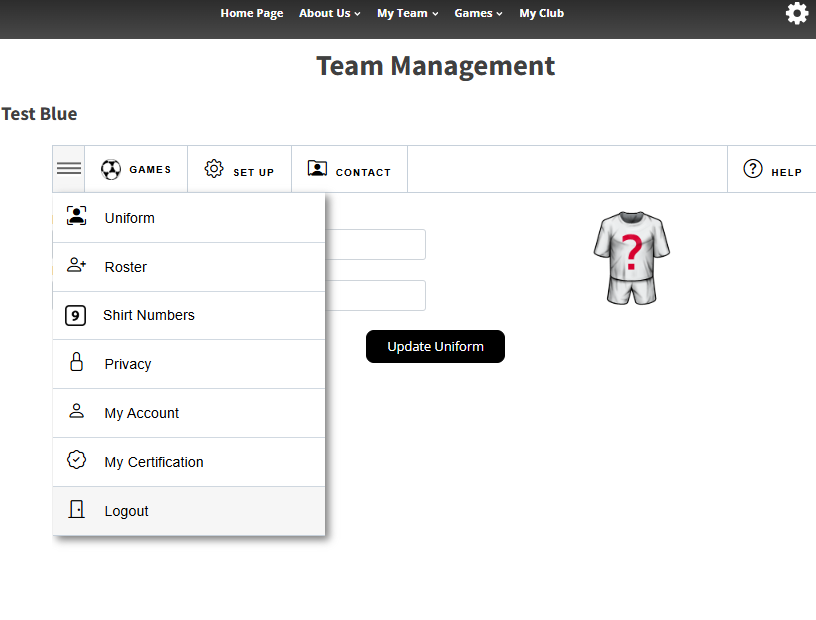 Home Page About Us My Team Games My Club
Team Management
Test Blue
GAMES SET UP CONTACT HELP
Uniform
Roster
9 Shirt Numbers
Privacy
My Account
My Certification
Logout
?
Update Uniform